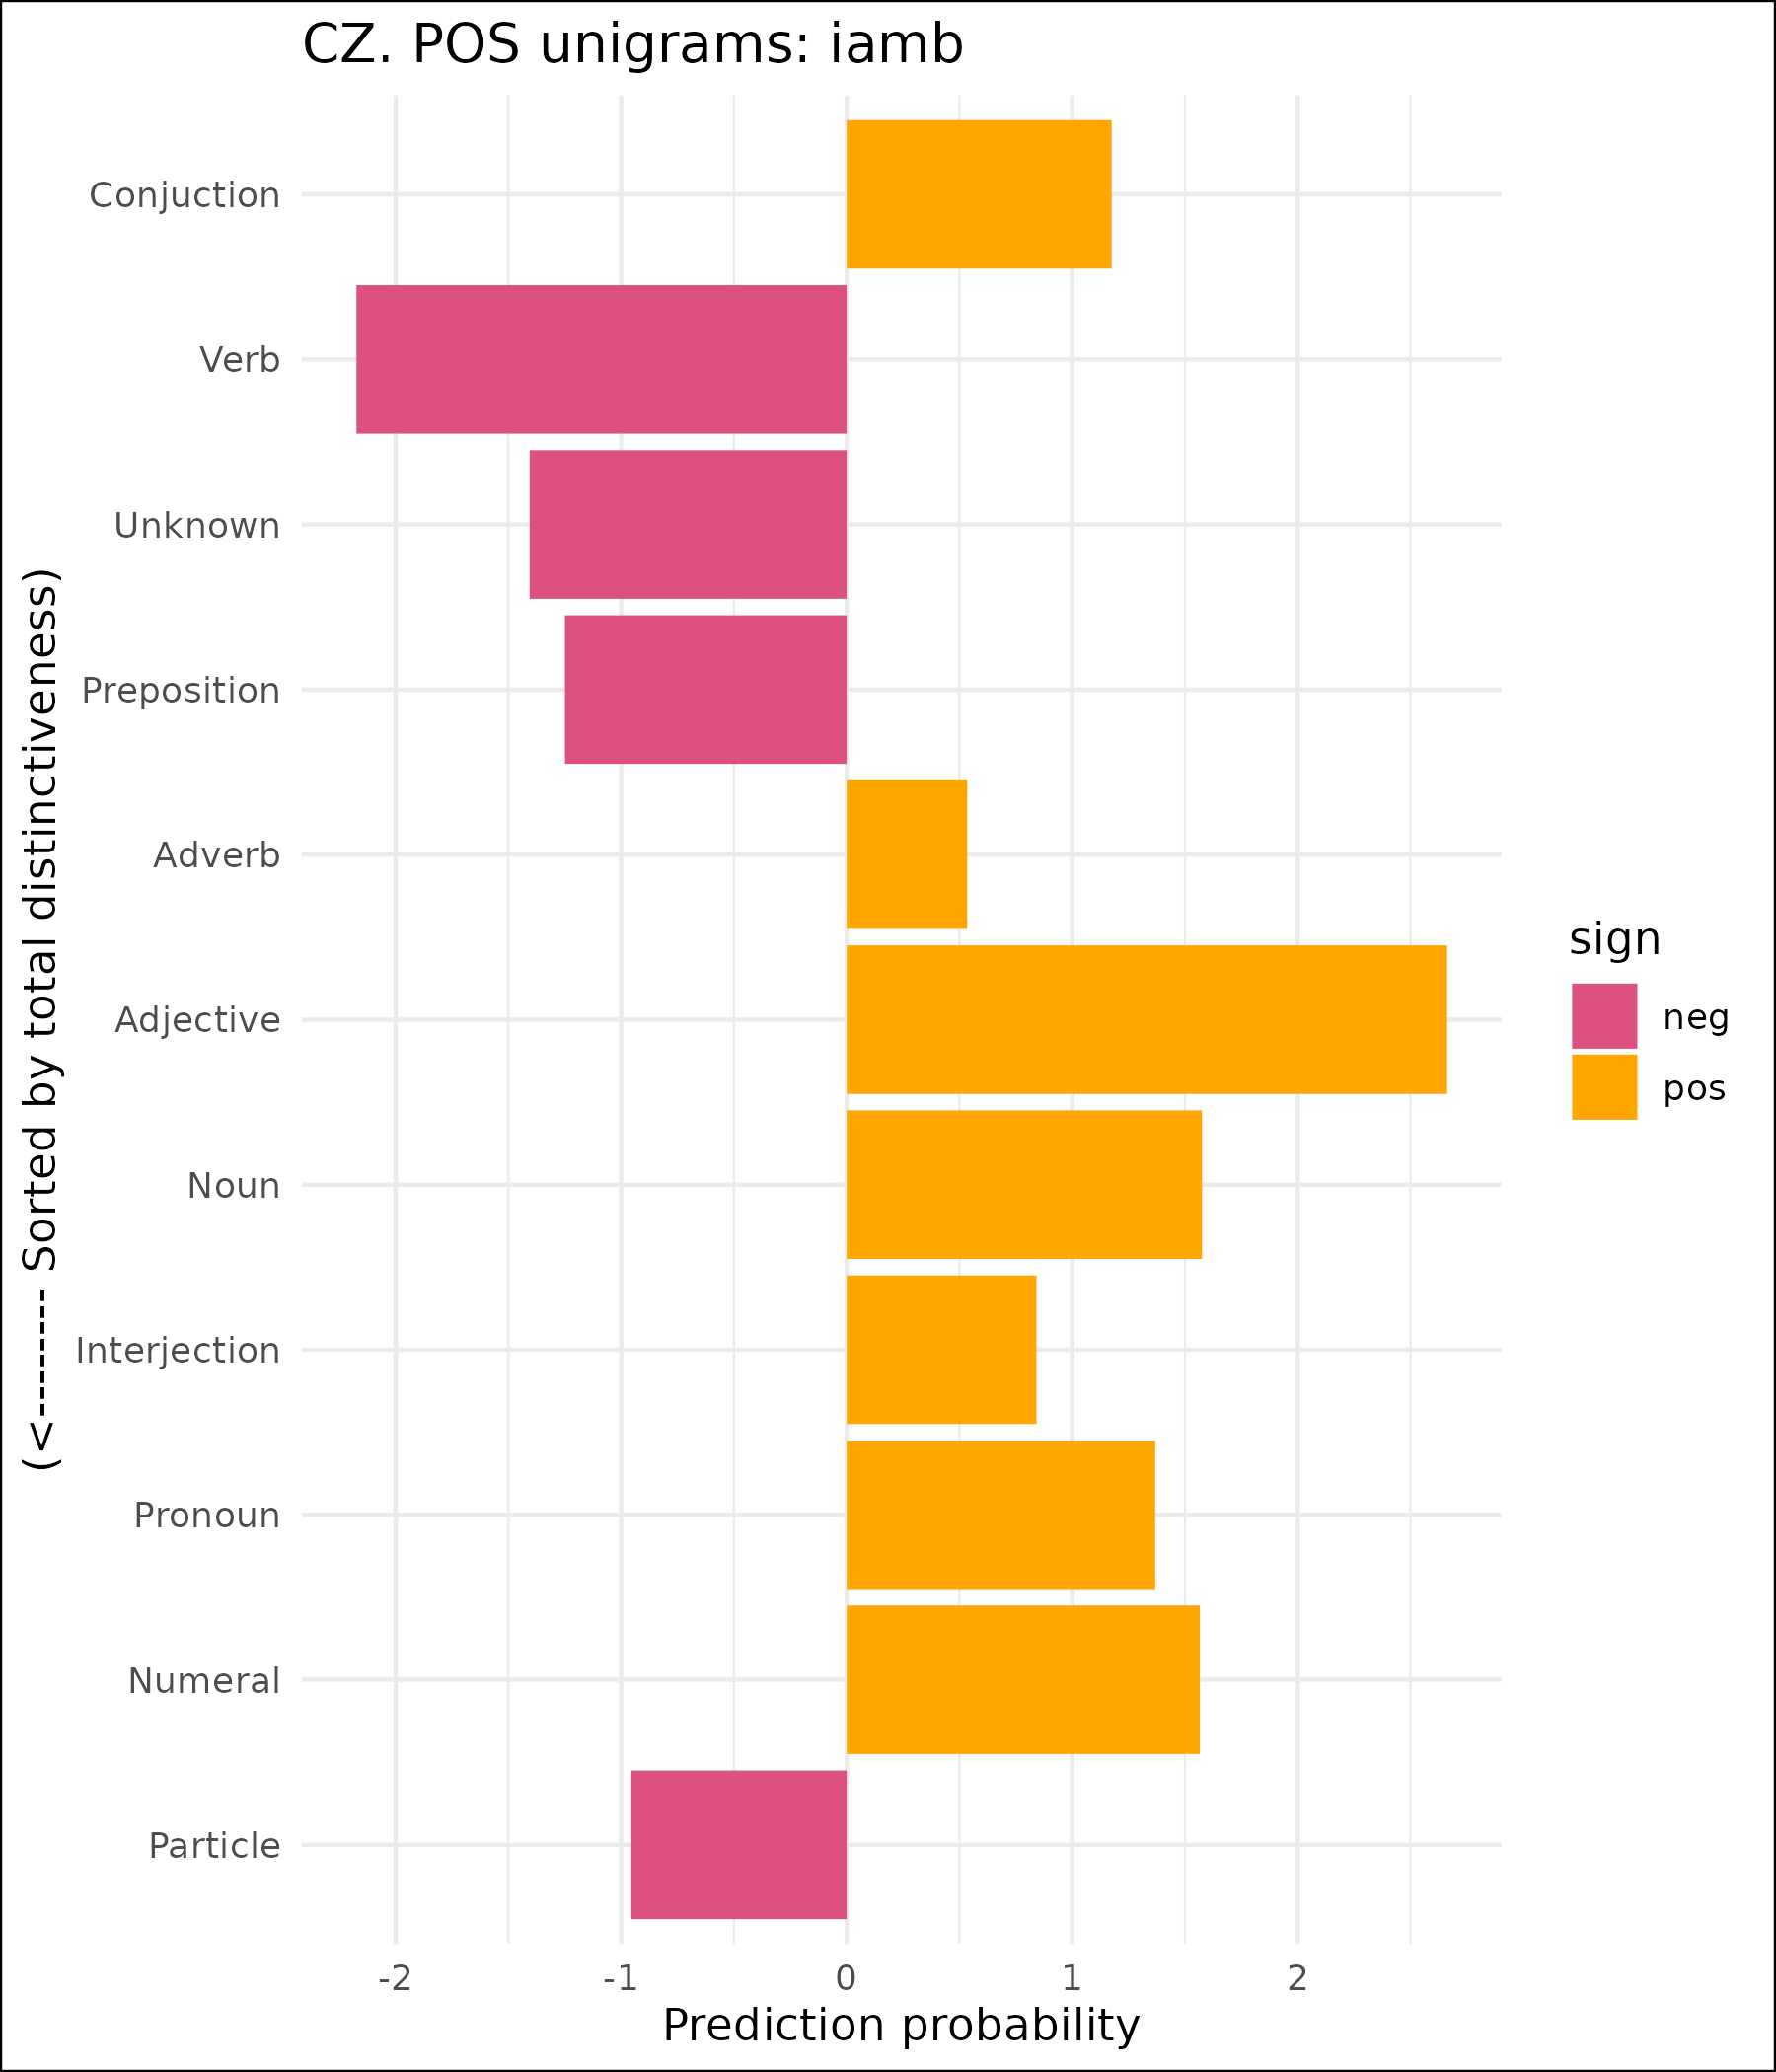 CZ. POS unigrams: iamb
Conjuction
Verb
Unknown
Preposition
Adverb
Adjective
Noun
Interjection
Pronoun
Numeral
Particle
(<-------- Sorted by total distinctiveness)
-2 -1 0 1 2
Prediction probability
sign
neg
pos